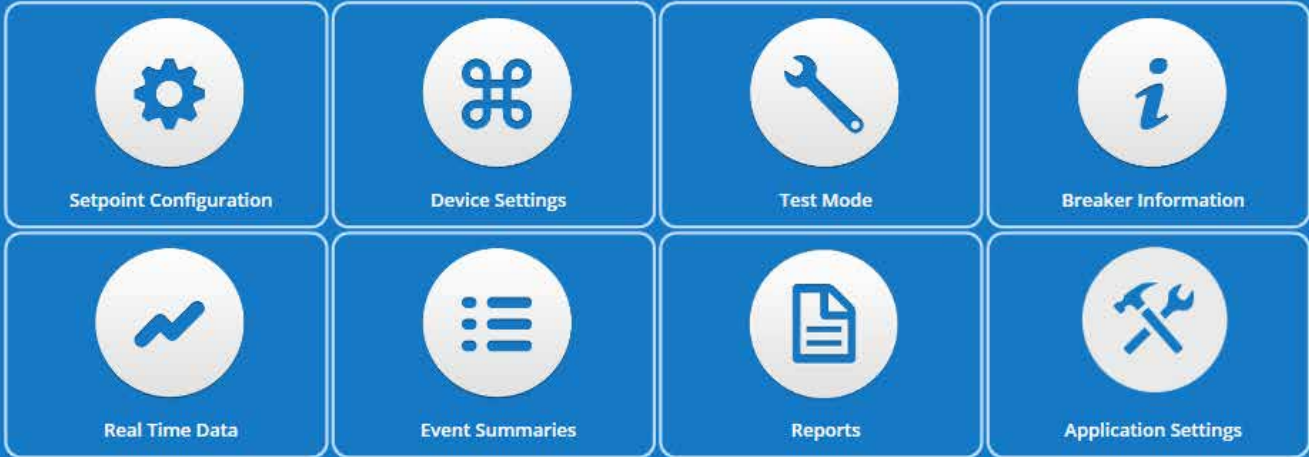 Setpoint Configuration
Device Settings
Test Mode
Breaker Information
Real Time Data
Event Summaries
Reports
Application Settings